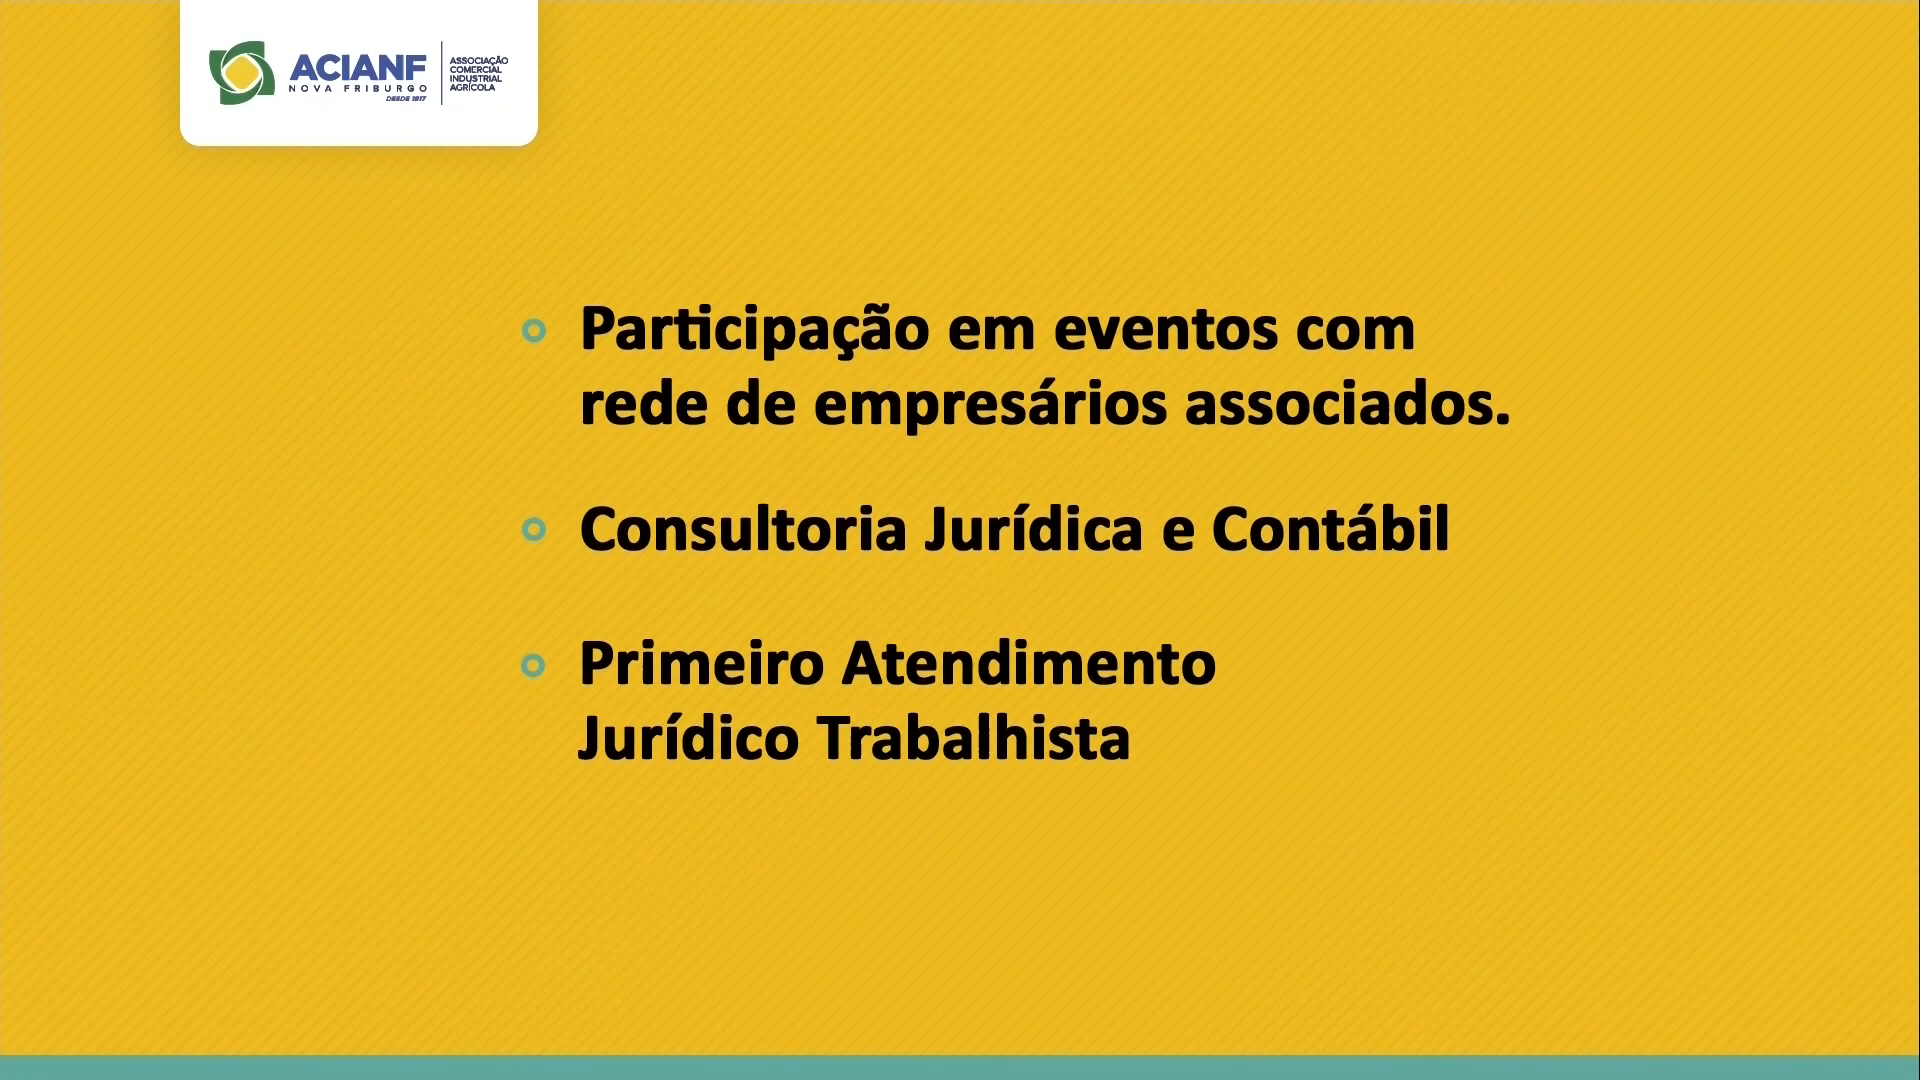 ACIANF
NOVA FRIBURGO
DESDE 1917
ASSOCIAÇÃO
COMERCIAL
INDUSTRIAL
AGRÍCOLA
Participação em eventos com
rede de empresários associados.
Consultoria Jurídica e Contábil
Primeiro Atendimento
Jurídico Trabalhista